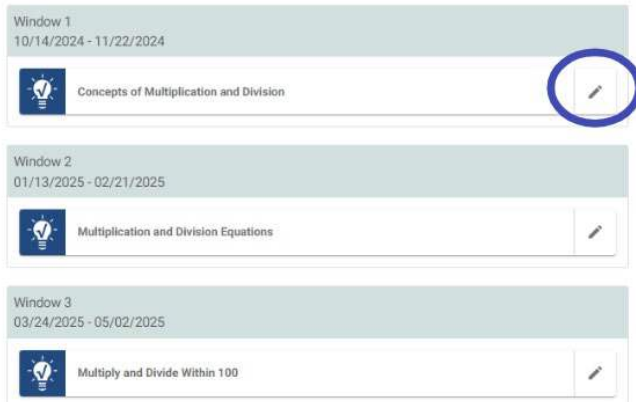 Window 1
10/14/2024 - 11/22/2024
Concepts of Multiplication and Division
Window 2
01/13/2025 - 02/21/2025
Multiplication and Division Equations
Window 3
03/24/2025 - 05/02/2025
Multiply and Divide Within 100